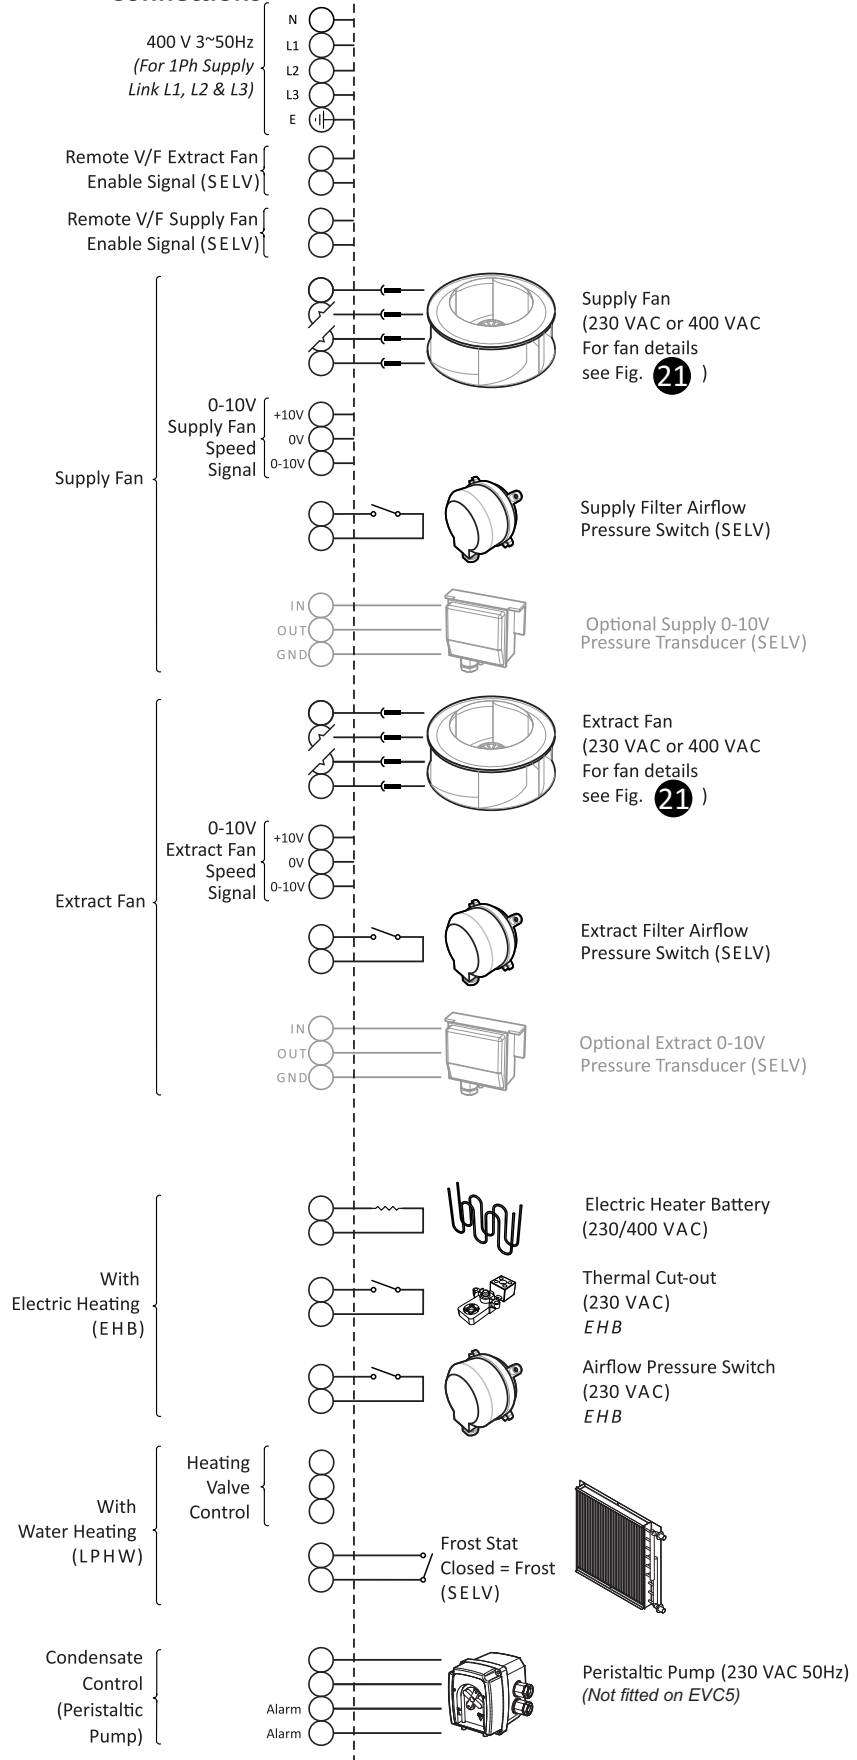 N
400 V 3~50Hz
L1
(For 1Ph Supply
L2
Link L1, L2 & L3)
L3
E
Remote V/F Extract Fan
Enable Signal (SELV)
Remote V/F Supply Fan
Enable Signal (SELV)
Supply Fan
(230 VAC or 400 VAC
For fan details
see Fig. 21 )
0-10V
Supply Fan
Speed
Signal
+10V
0V
0-10V
Supply Fan
Supply Filter Airflow
Pressure Switch (SELV)
IN
OUT
GND
Optional Supply 0-10V
Pressure Transducer (SELV)
Extract Fan
(230 VAC or 400 VAC
For fan details
see Fig. 21 )
0-10V
Extract Fan
Speed
Signal
+10V
0V
0-10V
Extract Fan
Extract Filter Airflow
Pressure Switch (SELV)
IN
OUT
GND
Optional Extract 0-10V
Pressure Transducer (SELV)
With
Electric Heating
(EHB)
Electric Heater Battery
(230/400 VAC)
Thermal Cut-out
(230 VAC)
EHB
Airflow Pressure Switch
(230 VAC)
EHB
With
Water Heating
(LPHW)
Heating
Valve
Control
Frost Stat
Closed = Frost
(SELV)
Condensate
Control
(Peristaltic
Pump)
Alarm
Alarm
Peristaltic Pump (230 VAC 50Hz)
(Not fitted on EVC5)